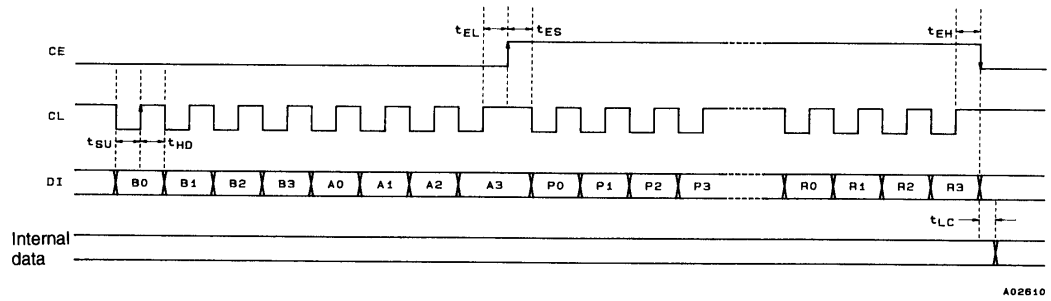 tEL tES tEH
CE
CL
tSU tHD
DI B0 B1 B2 B3 A0 A1 A2 A3 P0 P1 P2 P3 R0 R1 R2 R3
tLC
Internal
data
A02610